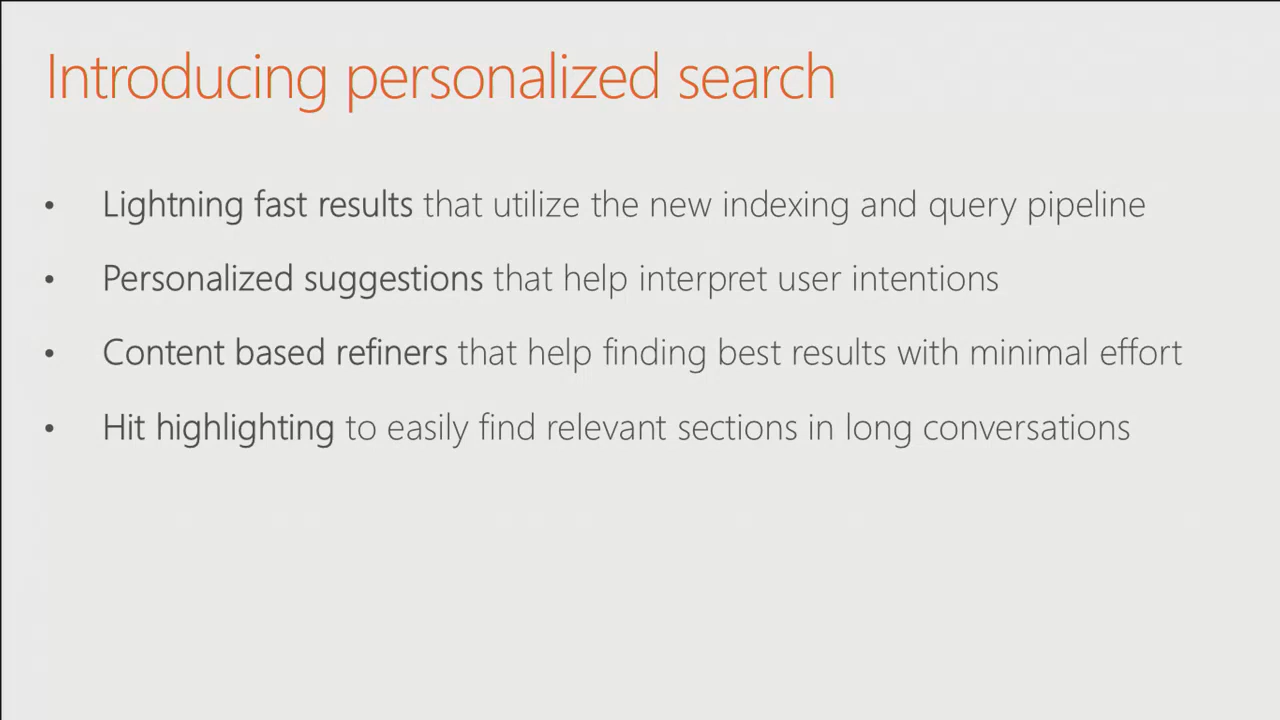 Introducing personalized search
• Lightning fast results that utilize the new indexing and query pipeline
• Personalized suggestions that help interpret user intentions
• Content based refiners that help finding best results with minimal effort
• Hit highlighting to easily find relevant sections in long conversations